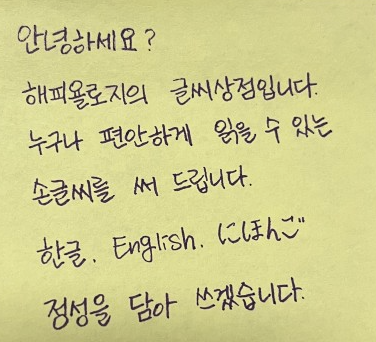 안녕하세요?
해피욜로지의 글씨상점입니다.
누구나 편안하게 읽을 수 있는
손글씨를 써 드립니다.
한글. English. にほんご
정성을 담아 쓰겠습니다.